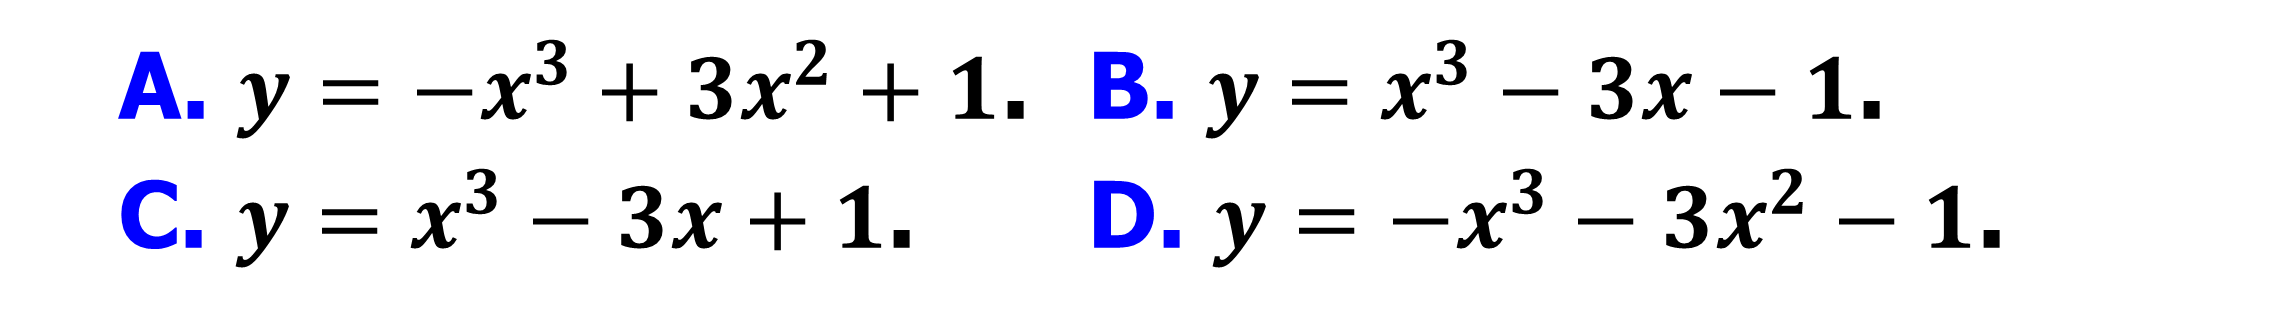 A. y = −x³ + 3x² + 1. B. y = x³ − 3x − 1.
C. y = x³ − 3x + 1. D. y = −x³ − 3x² − 1.